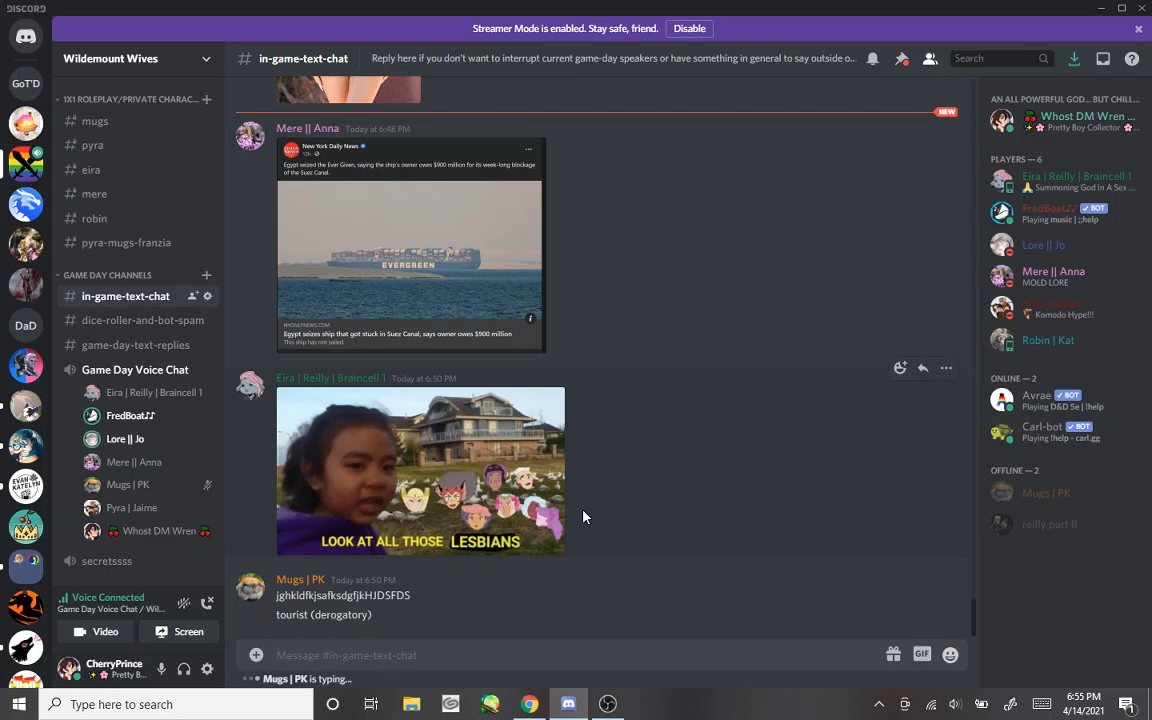 DISCORD
Streamer Mode is enabled. Stay safe, friend.
Disable
Wildemount Wives
in-game-text-chat
Reply here if you don't want to interrupt current game-day speakers or have something in general to say outside o...
Search
1X1 ROLEPLAY/PRIVATE CHARAC...
mugs
pyra
eira
mere
robin
pyra-mugs-franzia
GAME DAY CHANNELS
in-game-text-chat
dice-roller-and-bot-spam
game-day-text-replies
Game Day Voice Chat
Eira | Reilly | Braincell 1
FredBoat♪♪
Lore || Jo
Mere || Anna
Mugs | PK
Pyra | Jaime
Whost DM Wren
secretssss
Voice Connected
Game Day Voice Chat / Wil...
Video
Screen
CherryPrince
Pretty B...
GoT'D
DaD
EVAN
KATELYN
NEW
Mere || Anna Today at 6:48 PM
New York Daily News
Egypt seized the Ever Given, saying the ship's owner owes $900 million for its week-long blockage
of the Suez Canal.
EVERGREEN
NYDAILYNEWS.COM
Egypt seizes ship that got stuck in Suez Canal, says owner owes $900 million
This ship has not sailed.
Eira | Reilly | Braincell 1 Today at 6:50 PM
LOOK AT ALL THOSE LESBIANS
Mugs | PK Today at 6:50 PM
jghkldfkjsafksdgfjkHJDSFDS
tourist (derogatory)
Message #in-game-text-chat
GIF
Mugs | PK is typing...
AN ALL POWERFUL GOD... BUT CHILL...
Whost DM Wren ...
Pretty Boy Collector
PLAYERS — 6
Eira | Reilly | Braincell 1
Summoning God In A Sex ...
FredBoat♪♪ BOT
Playing music | ;;help
Lore || Jo
Mere || Anna
MOLD LORE
Pyra | Jaime
Komodo Hype!!!
Robin | Kat
ONLINE — 2
Avrae BOT
Playing D&D 5e | !help
Carl-bot BOT
Playing !help - carl.gg
OFFLINE — 2
Mugs | PK
reilly part II
Type here to search
6:55 PM
4/14/2021
1